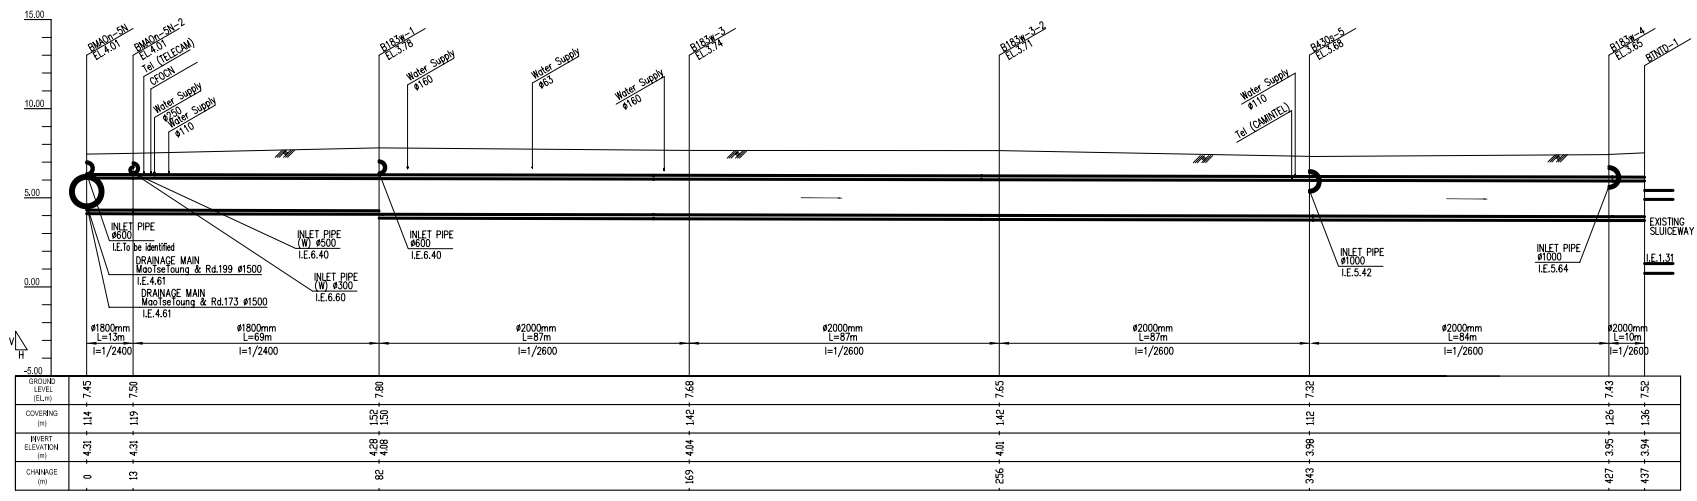 15.00
10.00
5.00
0.00
-5.00
V
H
BMAOn-5N
EL.4.01
BMAOn-5N-2
EL.4.01
Tel (TELECAM)
CFOCN
Water Supply
ø250
Water Supply
ø110
B183w-1
EL.3.78
Water Supply
ø160
Water Supply
ø63
Water Supply
ø160
B183w-3
EL.3.74
B183w-3-2
EL.3.71
Water Supply
ø110
Tel (CAMINTEL)
B430s-5
EL.3.68
B183w-4
EL.3.65
BTNTD-1
INLET PIPE
ø600
I.E.To be identified
DRAINAGE MAIN
MaoTseToung & Rd.199 ø1500
I.E.4.61
DRAINAGE MAIN
MaoTseToung & Rd.173 ø1500
I.E.4.61
INLET PIPE
(W) ø500
I.E.6.40
INLET PIPE
(W) ø300
I.E.6.60
INLET PIPE
ø600
I.E.6.40
INLET PIPE
ø1000
I.E.5.42
INLET PIPE
ø1000
I.E.5.64
EXISTING
SLUICEWAY
I.E.1.31
ø1800mm
L=13m
I=1/2400
ø1800mm
L=69m
I=1/2400
ø2000mm
L=87m
I=1/2600
ø2000mm
L=87m
I=1/2600
ø2000mm
L=87m
I=1/2600
ø2000mm
L=84m
I=1/2600
ø2000mm
L=10m
I=1/2600
GROUND
LEVEL
(EL.m)
7.45 7.50 7.80 7.68 7.65 7.32 7.43 7.52
COVERING
(m)
1.14 1.19 1.52 1.50 1.42 1.42 1.12 1.26 1.36
INVERT
ELEVATION
(m)
4.31 4.31 4.28 4.08 4.04 4.01 3.98 3.95 3.94
CHAINAGE
(m)
0 13 82 169 256 343 427 437